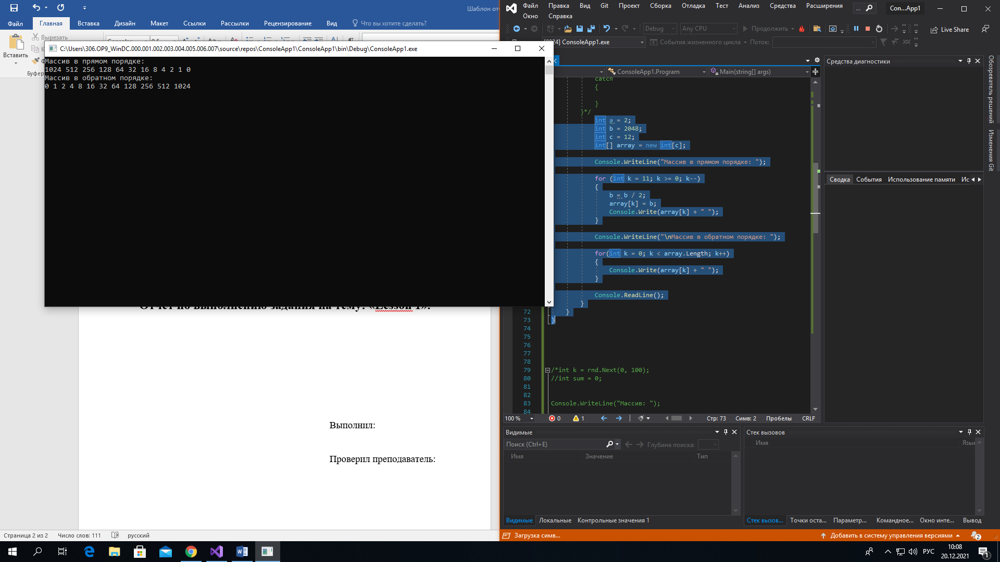 Шаблон от
Файл
Главная
Вставка
Дизайн
Макет
Ссылки
Рассылки
Рецензирование
Вид
Что вы хотите сделать?
Вставить
Вырезать
Буфер
C:\Users\306.OP9_WinDC.000.001.002.003.004.005.006.007\source\repos\ConsoleApp1\ConsoleApp1\bin\Debug\ConsoleApp1.exe
Массив в прямом порядке:
1024 512 256 128 64 32 16 8 4 2 1 0
Массив в обратном порядке:
0 1 2 4 8 16 32 64 128 256 512 1024
Отчет по выполнению задания на тему: «Lesson 1».
Выполнил:
Проверил преподаватель:
Страница 2 из 2 Число слов: 111 русский
Файл Правка Вид Git Проект Сборка Отладка Тест Анализ Средства Расширения ... Con...App1
Окно Справка
Debug Any CPU Продолжить Live Share
ConsoleApp1.exe События жизненного цикла Поток:
ConsoleApp1.Program Main(string[] args)
catch
{
}
}*/
int a = 2;
int b = 2048;
int c = 12;
int[] array = new int[c];
Console.WriteLine("Массив в прямом порядке: ");
for (int k = 11; k >= 0; k--)
{
b = b / 2;
array[k] = b;
Console.Write(array[k] + " ");
}
Console.WriteLine("\nМассив в обратном порядке: ");
for(int k = 0; k < array.Length; k++)
{
Console.Write(array[k] + " ");
}
Console.ReadLine();
}
72 }
73 }
74
75
76
77
78
79 /*int k = rnd.Next(0, 100);
80 //int sum = 0;
81
82
83 Console.WriteLine("Массив: ");
84
100 % 0 1 Стр: 73 Симв: 2 Пробелы CRLF
Средства диагностики
Сводка События Использование памяти Ис
Обозреватель решений
Изменения Git
Видимые
Поиск (Ctrl+E) Глубина поиска:
Имя Значение Тип
Видимые Локальные Контрольные значения 1
Стек вызовов
Имя Язык
Стек вызов... Точки оста... Параметр... Командное... Окно инте... Вывод
Загрузка симв... Добавить в систему управления версиями 2
РУС
10:08
20.12.2021
1